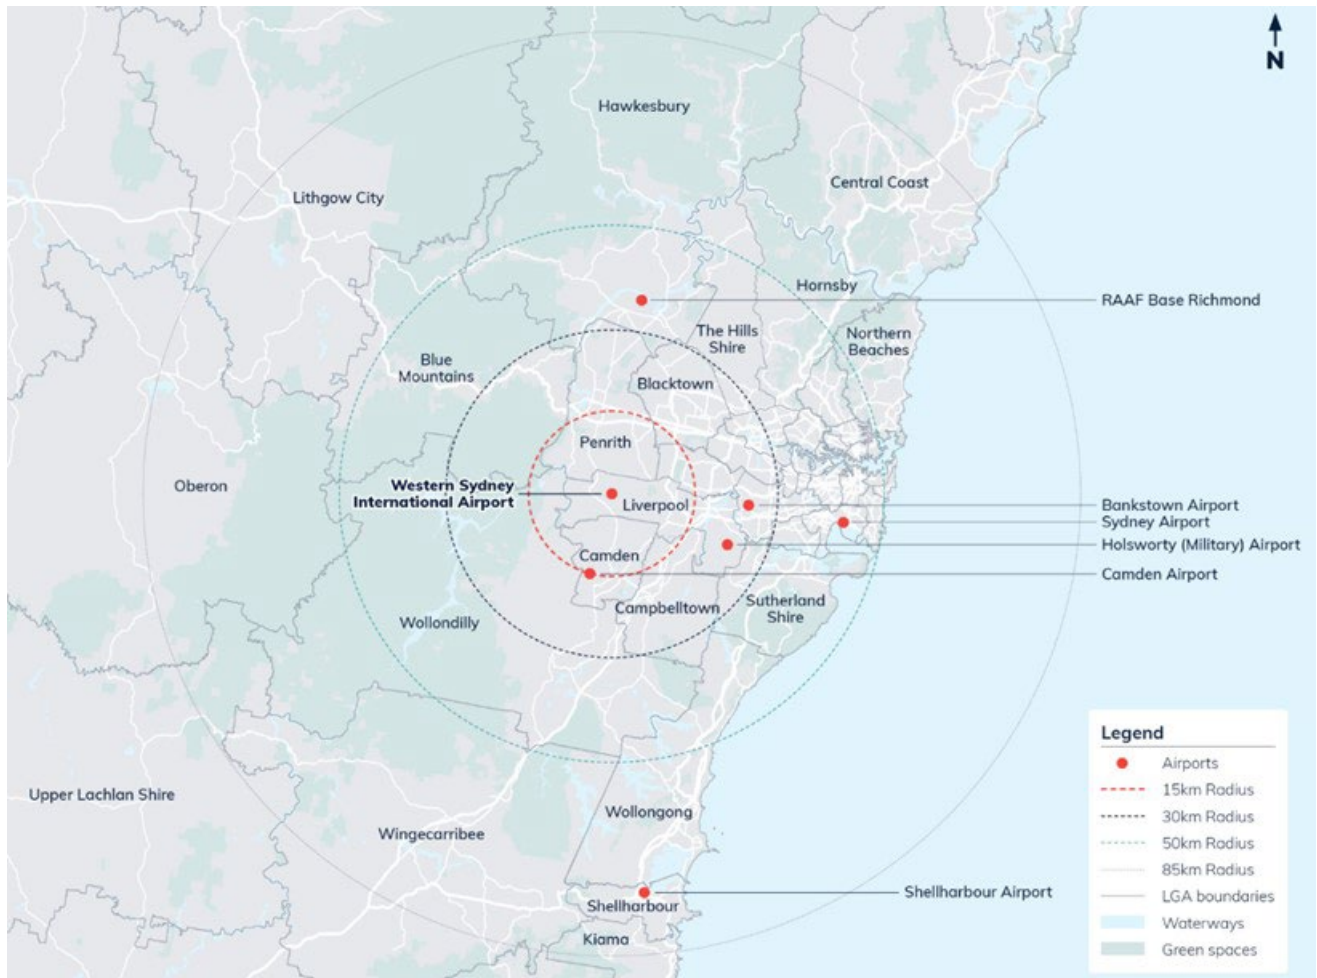 N
Hawkesbury
Central Coast
Lithgow City
Hornsby
RAAF Base Richmond
The Hills
Shire
Northern
Beaches
Blue
Mountains
Blacktown
Penrith
Western Sydney
International Airport
Oberon
Liverpool
Bankstown Airport
Sydney Airport
Holsworty (Military) Airport
Camden
Camden Airport
Campbelltown
Sutherland
Shire
Wollondilly
Upper Lachlan Shire
Wollongong
Wingecarribee
Shellharbour Airport
Shellharbour
Kiama
Legend
Airports
15km Radius
30km Radius
50km Radius
85km Radius
LGA boundaries
Waterways
Green spaces